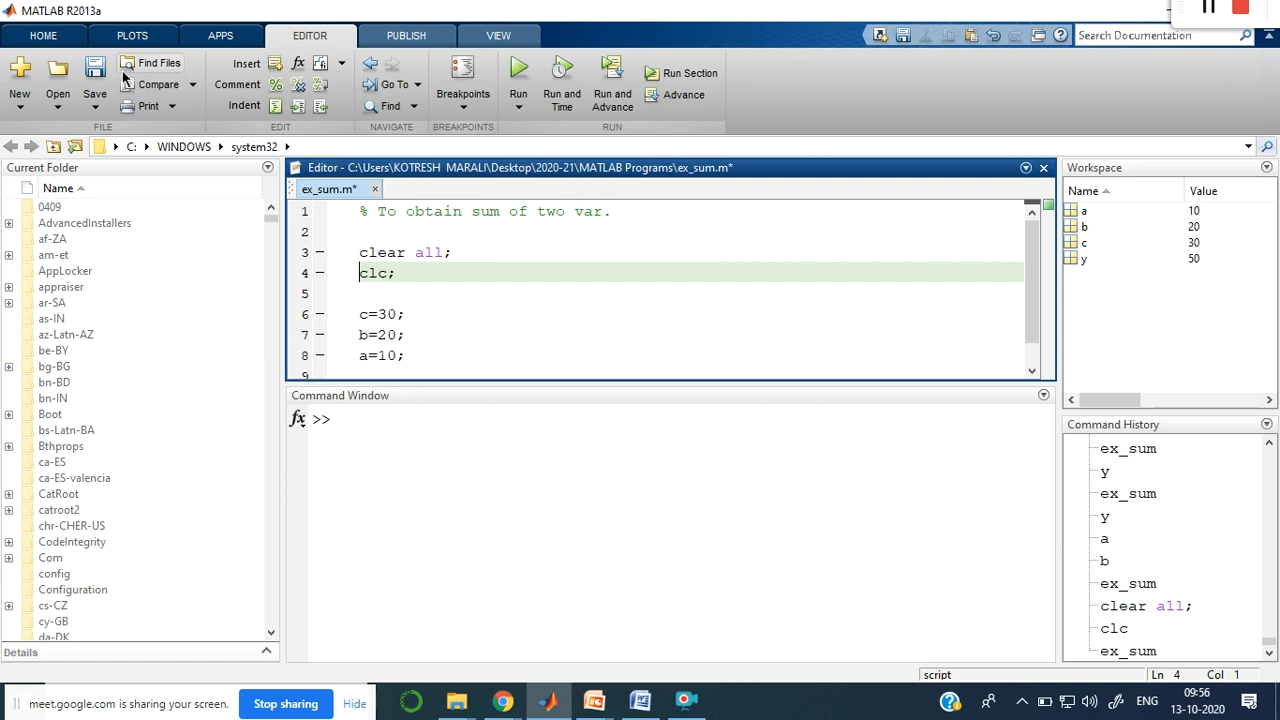 MATLAB R2013a
HOME PLOTS APPS EDITOR PUBLISH VIEW
Search Documentation
New Open Save Find Files Compare Print
FILE
Insert fx
Comment
Indent
EDIT
Go To
Find
NAVIGATE
Breakpoints
BREAKPOINTS
Run Run and Time Run and Advance Run Section Advance
RUN
C: WINDOWS system32
Current Folder
Name
0409
AdvancedInstallers
af-ZA
am-et
AppLocker
appraiser
ar-SA
as-IN
az-Latn-AZ
be-BY
bg-BG
bn-BD
bn-IN
Boot
bs-Latn-BA
Bthprops
ca-ES
ca-ES-valencia
CatRoot
catroot2
chr-CHER-US
CodeIntegrity
Com
config
Configuration
cs-CZ
cy-GB
da-DK
Details
Editor - C:\Users\KOTRESH MARALI\Desktop\2020-21\MATLAB Programs\ex_sum.m*
ex_sum.m*
1 % To obtain sum of two var.
2
3 clear all;
4 clc;
5
6 c=30;
7 b=20;
8 a=10;
9
Command Window
fx >>
Workspace
Name Value
a 10
b 20
c 30
y 50
Command History
ex_sum
y
ex_sum
y
a
b
ex_sum
clear all;
clc
ex_sum
script Ln 4 Col 1
meet.google.com is sharing your screen. Stop sharing Hide
ENG 09:56
13-10-2020